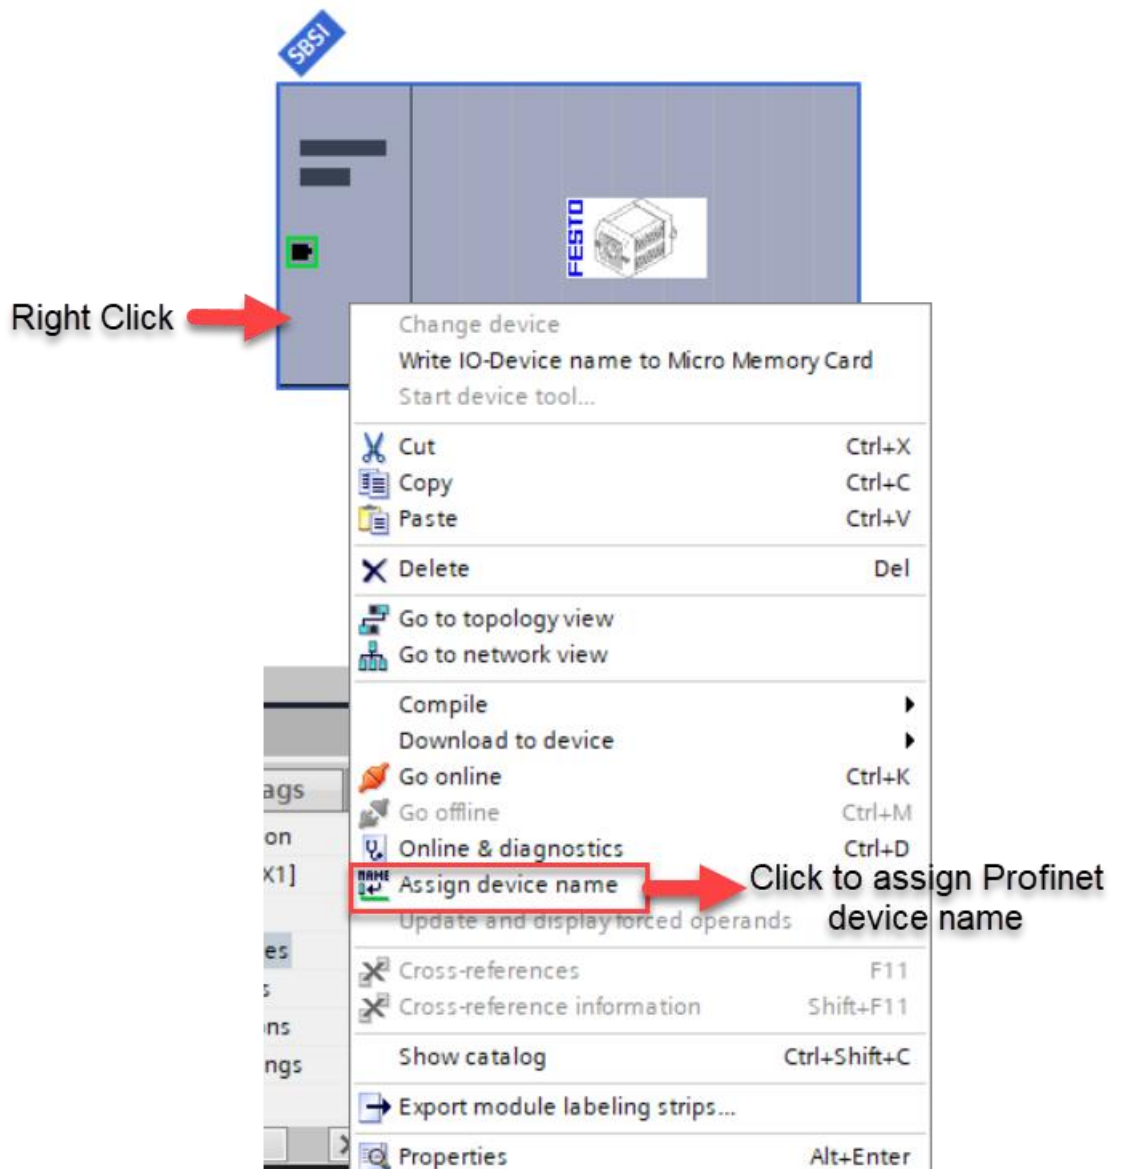 SBSI
FESTO
Right Click
Change device
Write IO-Device name to Micro Memory Card
Start device tool...
Cut Ctrl+X
Copy Ctrl+C
Paste Ctrl+V
Delete Del
Go to topology view
Go to network view
Compile
Download to device
Go online Ctrl+K
ags
Go offline Ctrl+M
on
Online & diagnostics Ctrl+D
X1]
NAME
Assign device name
Click to assign Profinet
device name
Update and display forced operands
es
Cross-references F11
s
Cross-reference information Shift+F11
ns
Show catalog Ctrl+Shift+C
ngs
Export module labeling strips...
Properties Alt+Enter